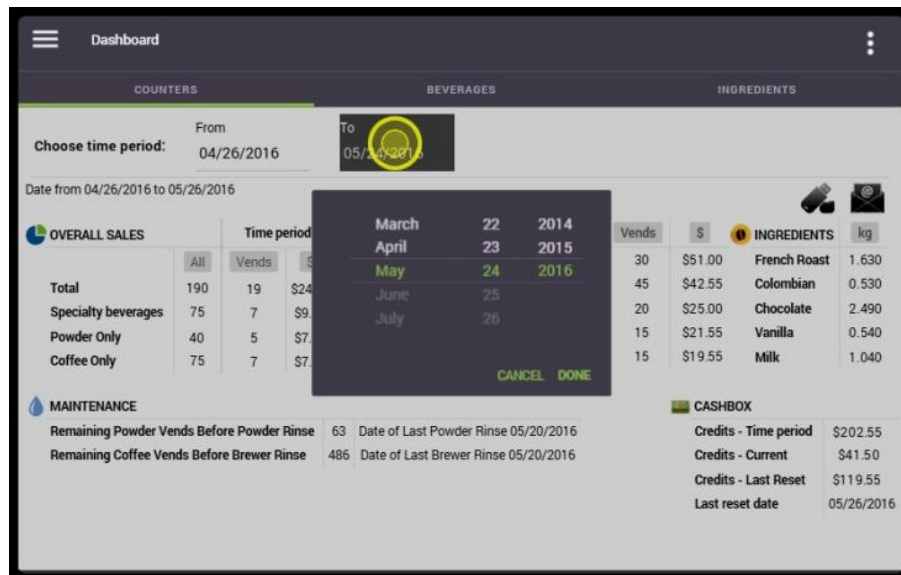 Dashboard
COUNTERS BEVERAGES INGREDIENTS
Choose time period: From To
04/26/2016 05/24/2016
Date from 04/26/2016 to 05/26/2016
OVERALL SALES Time period Vends $ INGREDIENTS kg
All Vends
Total 190 19 $24
Specialty beverages 75 7 $9.
Powder Only 40 5 $7.
Coffee Only 75 7 $7.
March 22 2014
April 23 2015
May 24 2016
June 25
July 26
CANCEL DONE
30 $51.00 French Roast 1.630
45 $42.55 Colombian 0.530
20 $25.00 Chocolate 2.490
15 $21.55 Vanilla 0.540
15 $19.55 Milk 1.040
MAINTENANCE
Remaining Powder Vends Before Powder Rinse 63 Date of Last Powder Rinse 05/20/2016
Remaining Coffee Vends Before Brewer Rinse 486 Date of Last Brewer Rinse 05/20/2016
CASHBOX
Credits - Time period $202.55
Credits - Current $41.50
Credits - Last Reset $119.55
Last reset date 05/26/2016